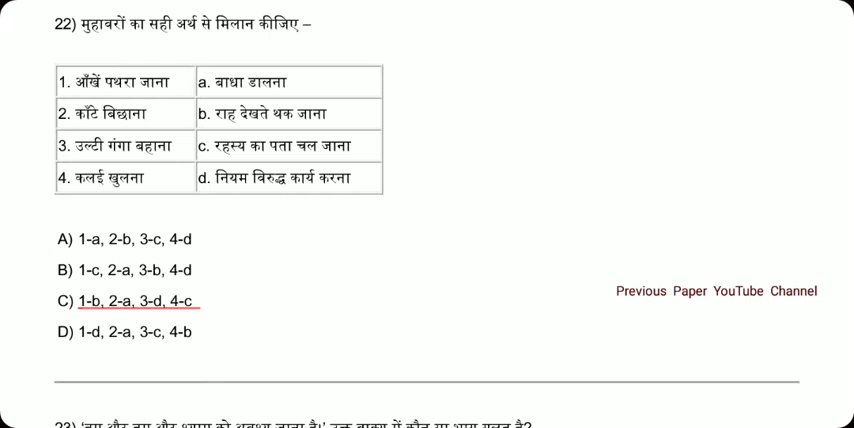 22) मुहावरों का सही अर्थ से मिलान कीजिए –
1. आँखें पथरा जाना a. बाधा डालना
2. काँटे बिछाना b. राह देखते थक जाना
3. उल्टी गंगा बहाना c. रहस्य का पता चल जाना
4. कलई खुलना d. नियम विरुद्ध कार्य करना
A) 1-a, 2-b, 3-c, 4-d
B) 1-c, 2-a, 3-b, 4-d
Previous Paper YouTube Channel
C) 1-b, 2-a, 3-d, 4-c
D) 1-d, 2-a, 3-c, 4-b